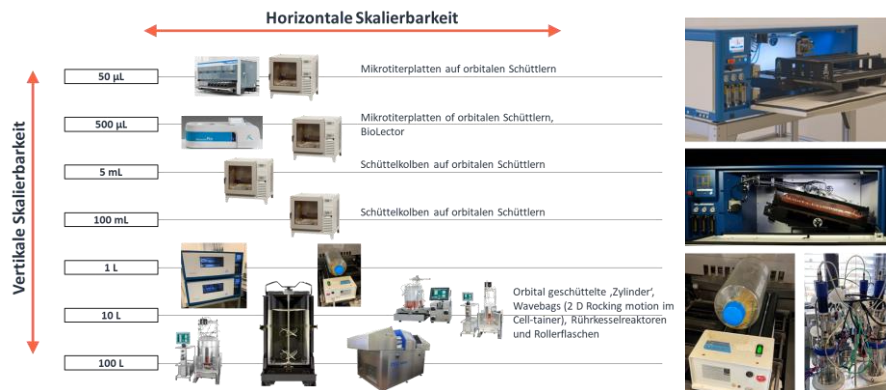 Horizontale Skalierbarkeit
Vertikale Skalierbarkeit
50 µL
Mikrotiterplatten auf orbitalen Schüttlern
500 µL
Mikrotiterplatten of orbitalen Schüttlern,
BioLector
5 mL
Schüttelkolben auf orbitalen Schüttlern
100 mL
Schüttelkolben auf orbitalen Schüttlern
1 L
10 L
Orbital geschüttelte ‚Zylinder‘,
Wavebags (2 D Rocking motion im
Cell-tainer), Rührkesselreaktoren
und Rollerflaschen
100 L